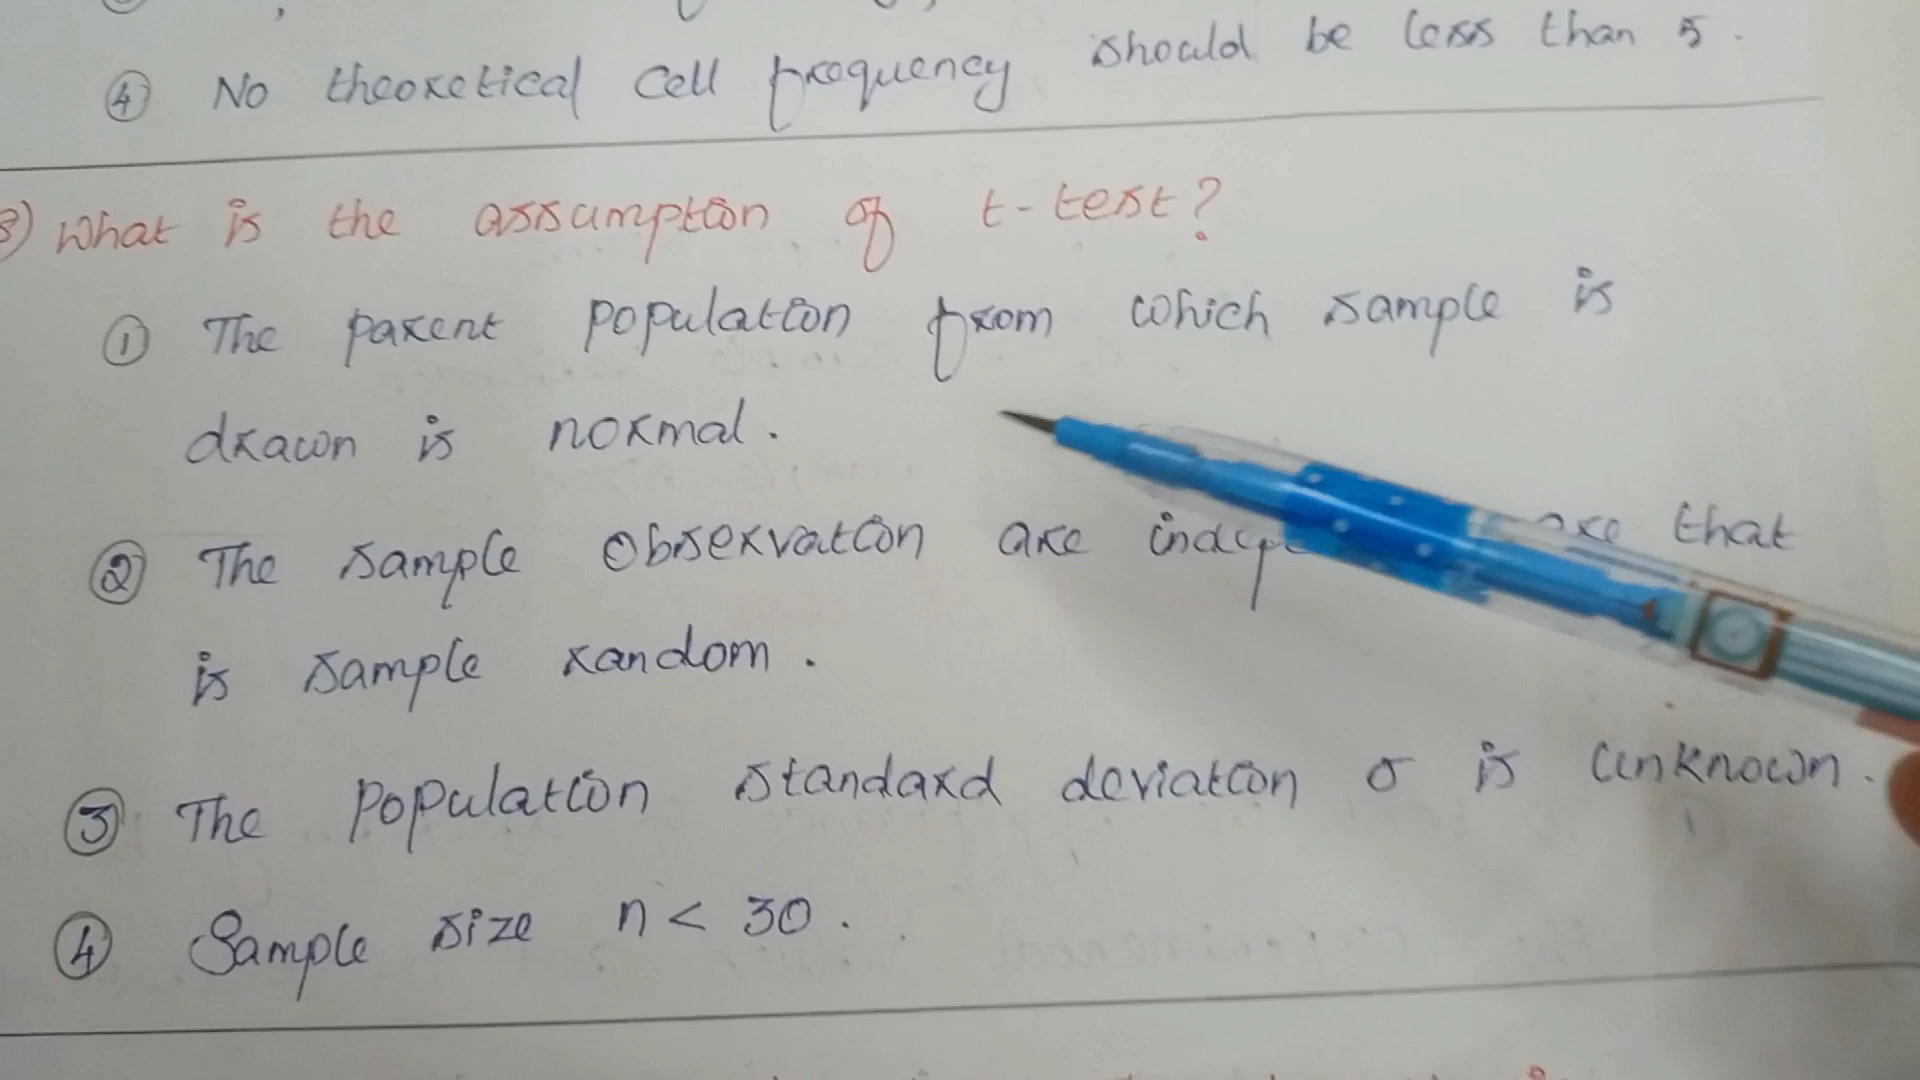 ④ No theoretical cell frequency should be less than 5.
3) What is the assumption of t-test?
① The parent population from which sample is
drawn is normal.
② The sample observation are that
is sample random.
③ The population standard deviation σ is unknown.
④ Sample size n < 30.